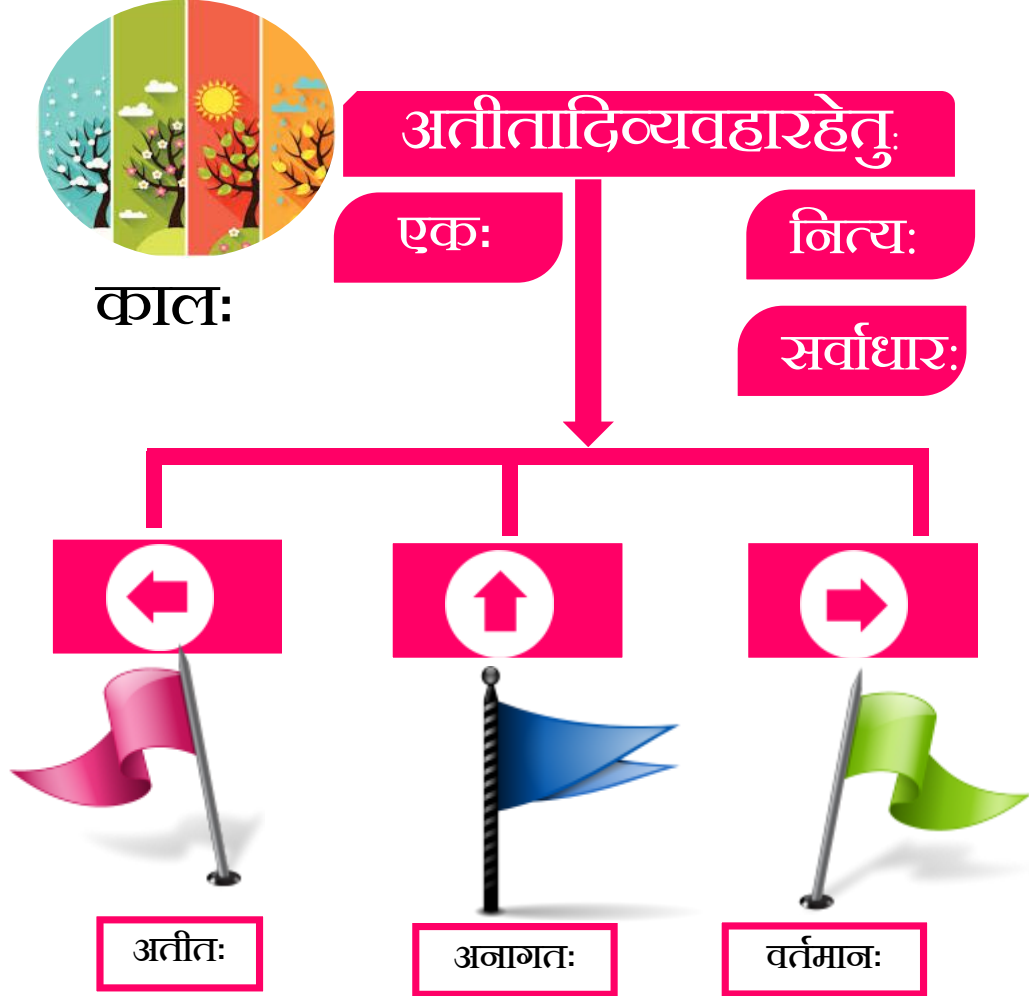 अतीतादिव्यवहारहेतुः
एकः
नित्यः
कालः
सर्वाधारः
अतीतः
अनागतः
वर्तमानः